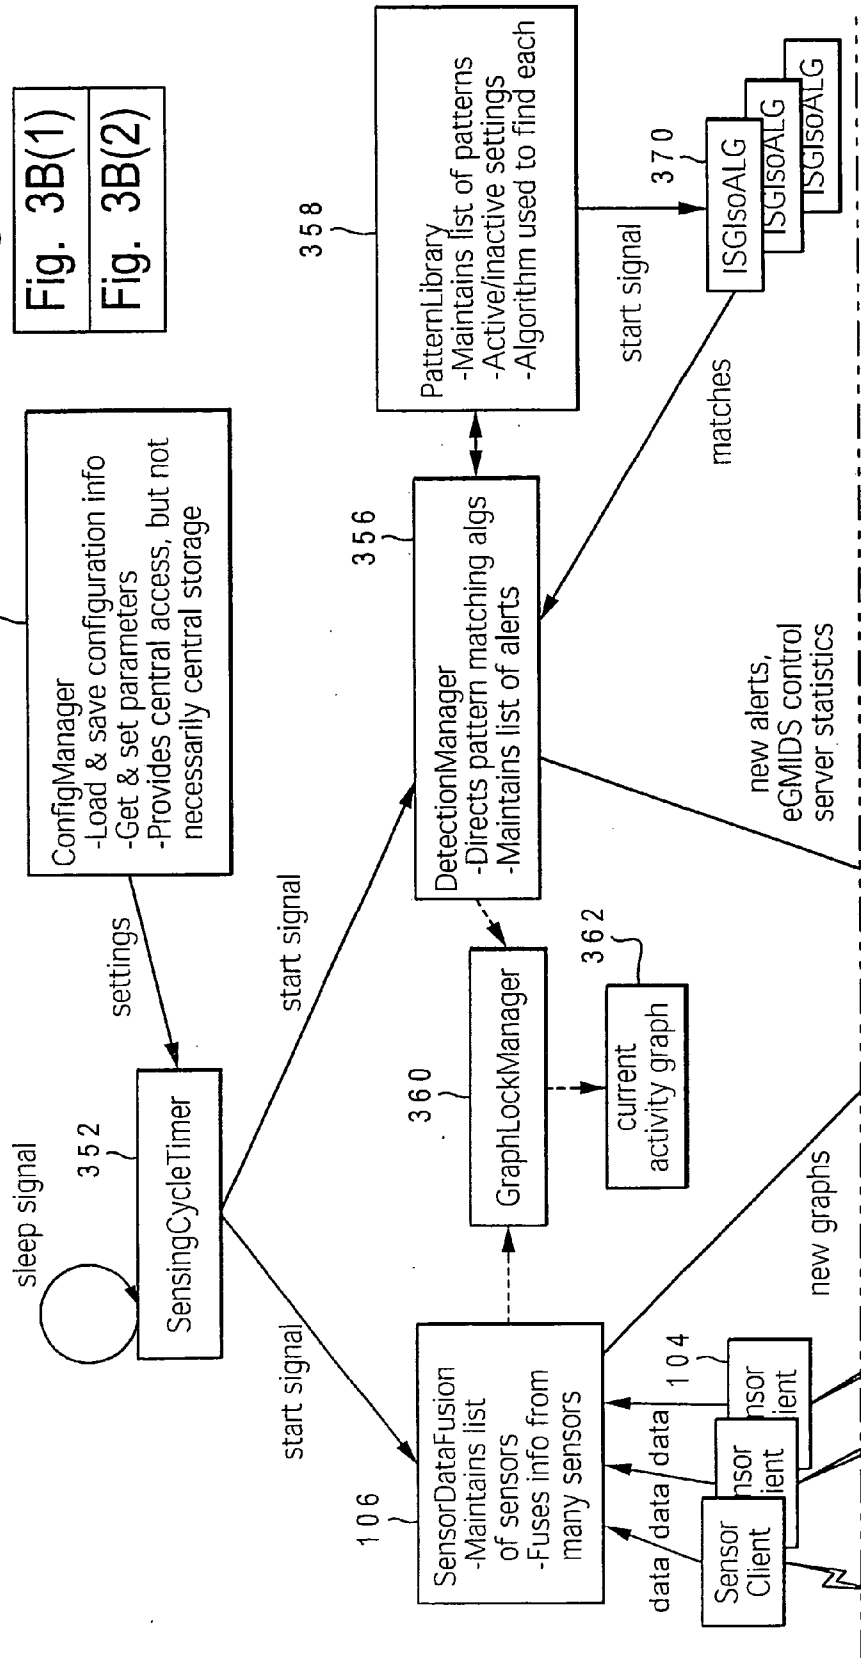 Fig. 3B(1)
Fig. 3B(2)
ConfigManager
-Load & save configuration info
-Get & set parameters
-Provides central access, but not
necessarily central storage
settings
sleep signal
352
SensingCycleTimer
start signal
start signal
358
PatternLibrary
-Maintains list of patterns
-Active/inactive settings
-Algorithm used to find each
356
DetectionManager
-Directs pattern matching algs
-Maintains list of alerts
start signal
370
ISGIsoALG
ISGIsoALG
ISGIsoALG
matches
360
GraphLockManager
362
current
activity graph
106
SensorDataFusion
-Maintains list
of sensors
-Fuses info from
many sensors
data data data
104
Sensor
Client
nsor
ient
nsor
ient
new graphs
new alerts,
eGMIDS control
server statistics